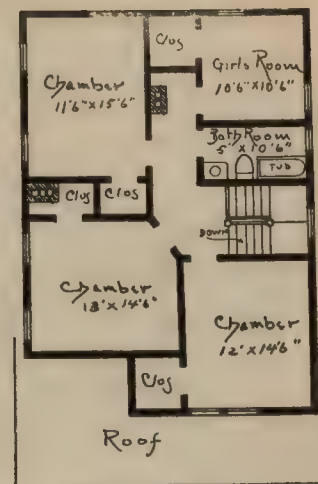 Clos
Girls Room
10'6" x 10'6"
Chamber
11'6" x 15'6"
Bath Room
5' x 10'6"
TUB
Clos
Clos
DOWN
Chamber
13' x 14'6"
Chamber
12' x 14'6"
Clos
Roof